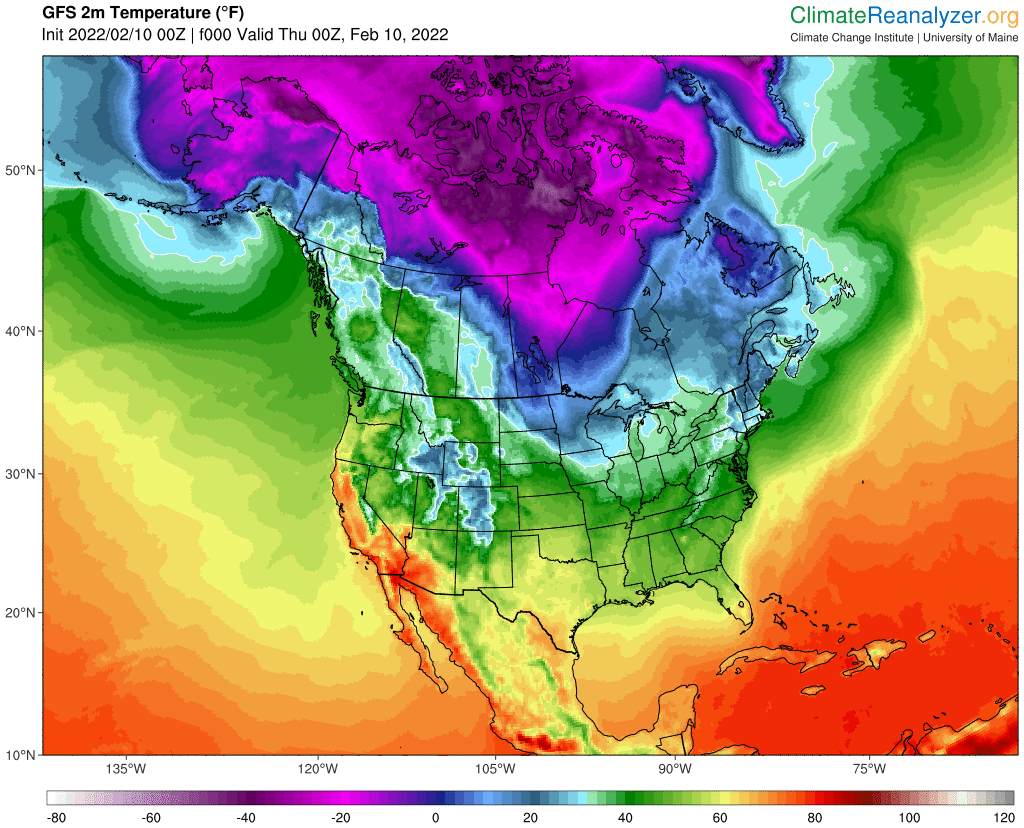 GFS 2m Temperature (°F)
ClimateReanalyzer.org
Init 2022/02/10 00Z | f000 Valid Thu 00Z, Feb 10, 2022
Climate Change Institute | University of Maine
50°N
40°N
30°N
20°N
10°N
135°W 120°W 105°W 90°W 75°W
-80 -60 -40 -20 0 20 40 60 80 100 120